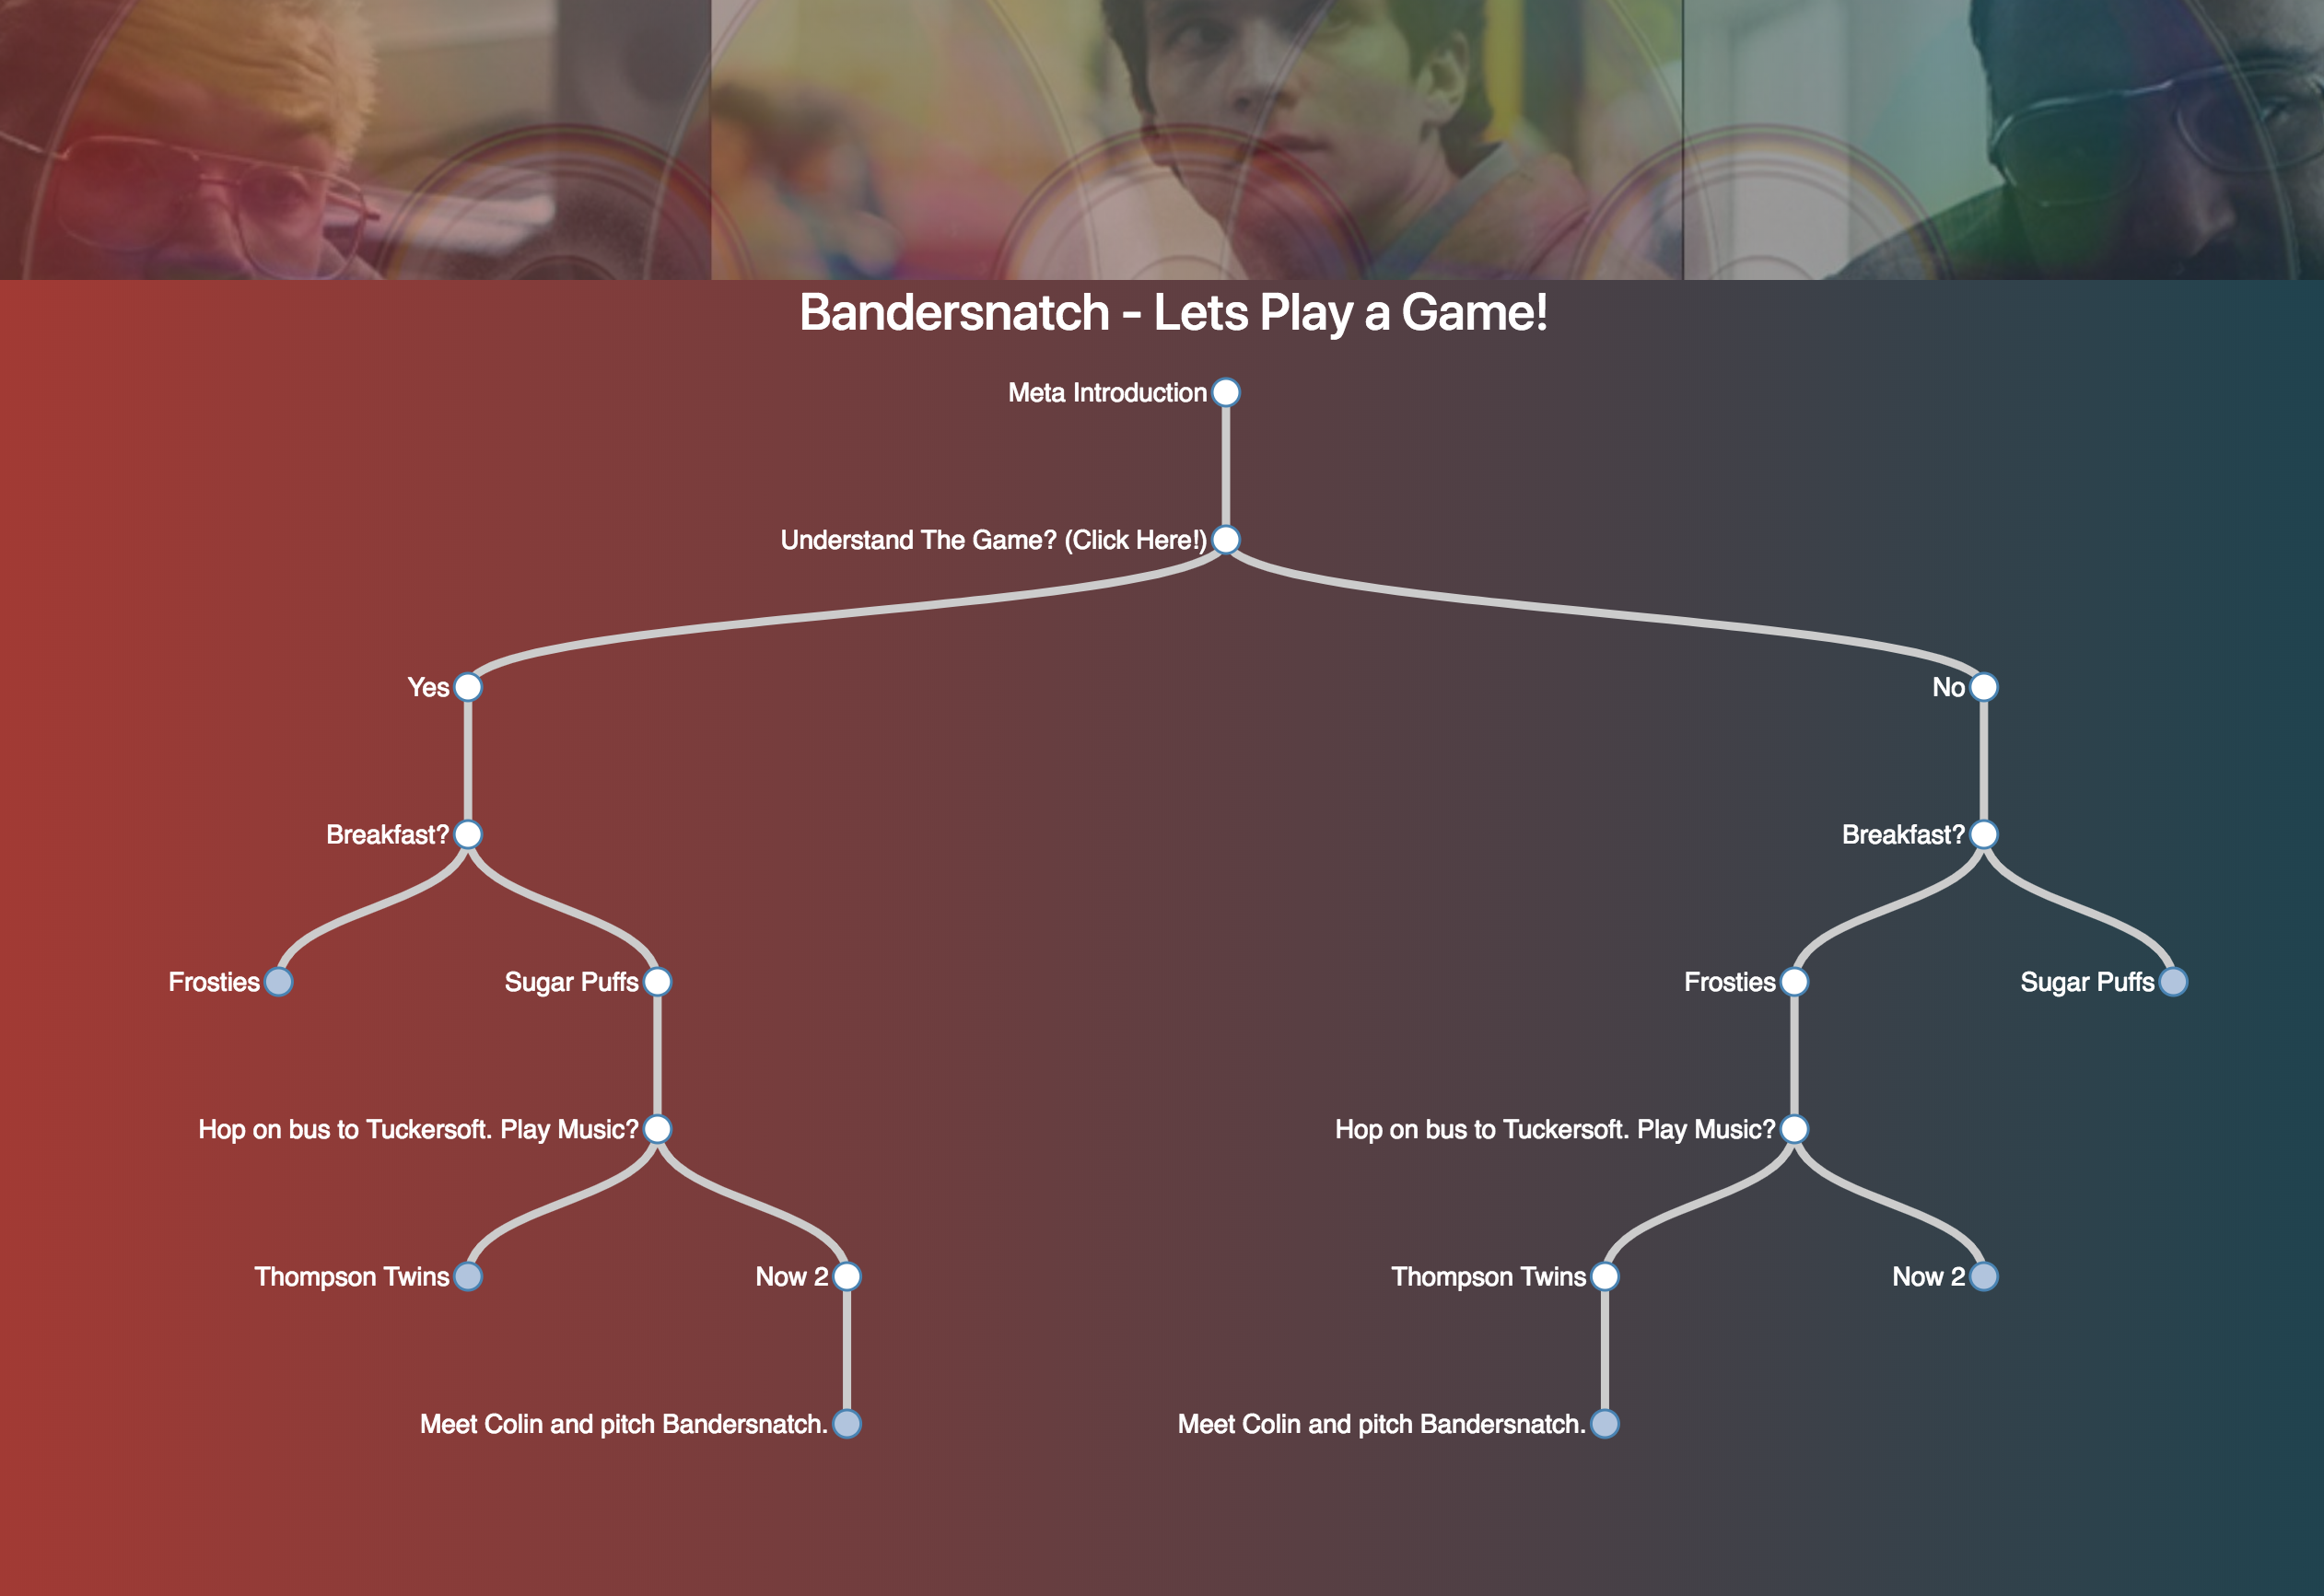 Bandersnatch - Lets Play a Game!
Meta Introduction
Understand The Game? (Click Here!)
Yes
No
Breakfast?
Breakfast?
Frosties
Sugar Puffs
Frosties
Sugar Puffs
Hop on bus to Tuckersoft. Play Music?
Hop on bus to Tuckersoft. Play Music?
Thompson Twins
Now 2
Thompson Twins
Now 2
Meet Colin and pitch Bandersnatch.
Meet Colin and pitch Bandersnatch.